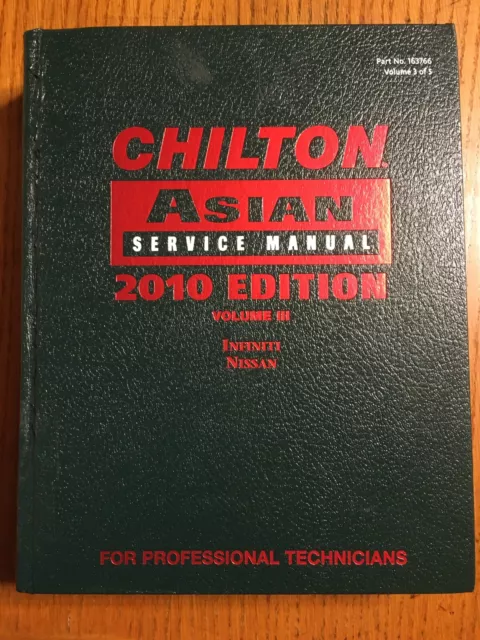 Part No. 163766
Volume 3 of 5
CHILTON®
ASIAN
SERVICE MANUAL
2010 EDITION
VOLUME III
INFINITI
NISSAN
FOR PROFESSIONAL TECHNICIANS